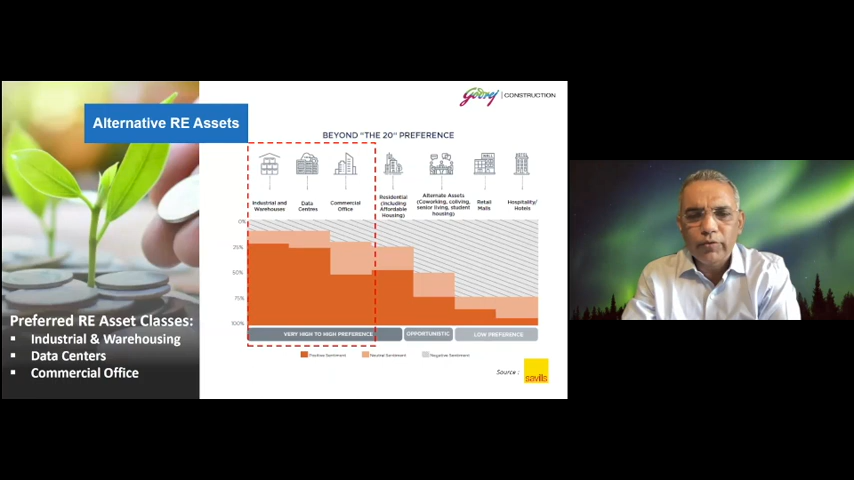 Godrej | CONSTRUCTION
Alternative RE Assets
BEYOND "THE 20" PREFERENCE
Industrial and
Warehouses
Data
Centres
Commercial
Office
Residential
(Including
Affordable
Housing)
Alternate Assets
(Coworking, coliving,
senior living, student
housing)
Retail
Malls
Hospitality/
Hotels
0%
25%
50%
75%
100%
VERY HIGH TO HIGH PREFERENCE
OPPORTUNISTIC
LOW PREFERENCE
Positive Sentiment
Neutral Sentiment
Negative Sentiment
Preferred RE Asset Classes:
▪ Industrial & Warehousing
▪ Data Centers
▪ Commercial Office
Source :
savills